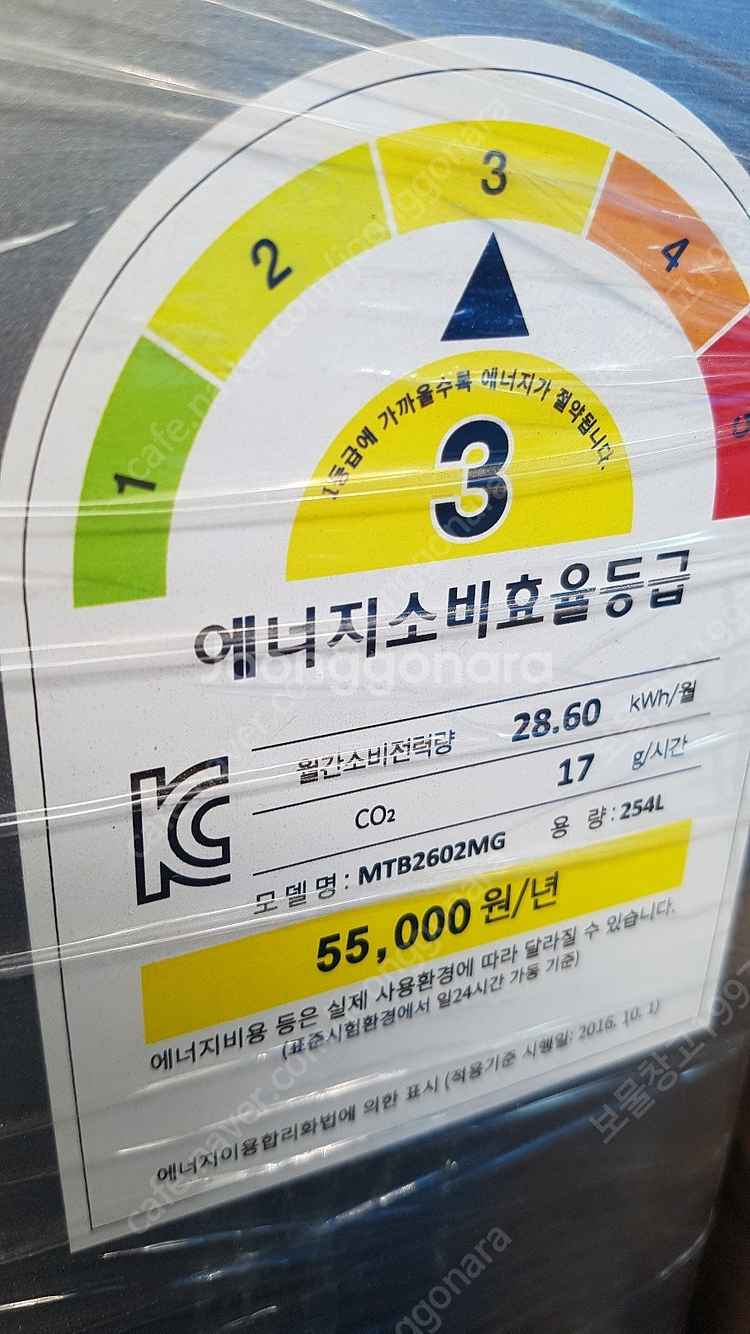 1
2
3
4
1등급에 가까울수록 에너지가 절약됩니다.
3
에너지소비효율등급
joonggonara
월간소비전력량 28.60 kWh/월
CO₂ 17 g/시간
모델명 : MTB2602MG 용량 : 254L
55,000 원/년
에너지비용 등은 실제 사용환경에 따라 달라질 수 있습니다.
(표준시험환경에서 일24시간 가동 기준)
에너지이용합리화법에 의한 표시 (적용기준 시행일: 2016. 10. 1)